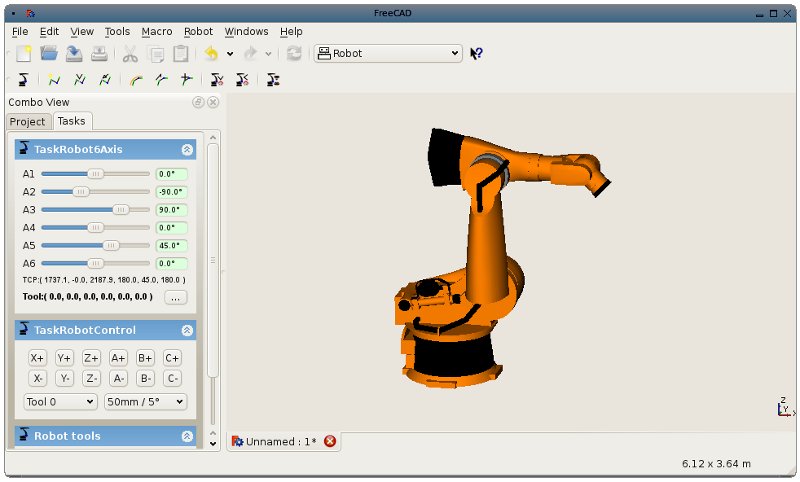 FreeCAD
File Edit View Tools Macro Robot Windows Help
Robot
Combo View
Project Tasks
TaskRobot6Axis
A1 0.0°
A2 -90.0°
A3 90.0°
A4 0.0°
A5 45.0°
A6 0.0°
TCP:( 1737.1, -0.0, 2187.9, 180.0, 45.0, 180.0 )
Tool:( 0.0, 0.0, 0.0, 0.0, 0.0, 0.0 ) ...
TaskRobotControl
X+ Y+ Z+ A+ B+ C+
X- Y- Z- A- B- C-
Tool 0 50mm / 5°
Robot tools
Z
Y X
Unnamed : 1*
6.12 x 3.64 m